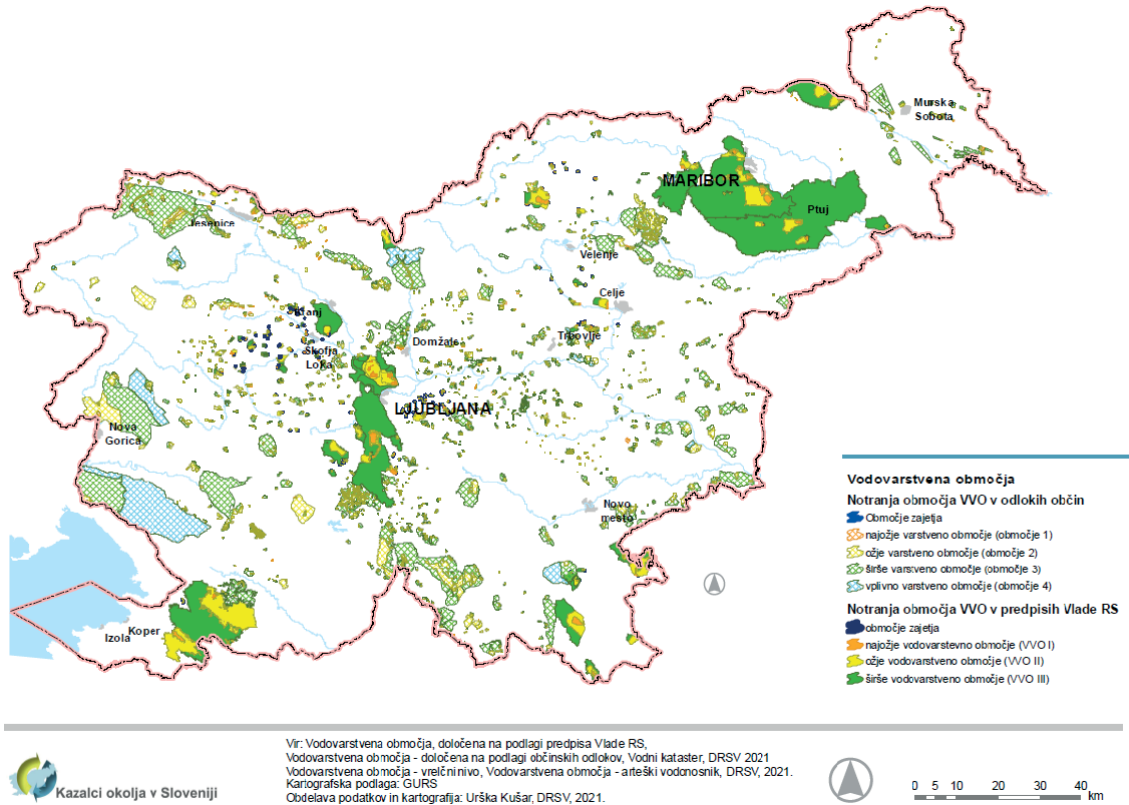 Murska
Sobota
MARIBOR
Ptuj
Jesenice
Velenje
Celje
Kranj
Trbovlje
Domžale
Škofja
Loka
LJUBLJANA
Nova
Gorica
Novo
mesto
Koper
Izola
Vodovarstvena območja
Notranja območja VVO v odlokih občin
Območje zajetja
najožje varstveno območje (območje 1)
ožje varstveno območje (območje 2)
širše varstveno območje (območje 3)
vplivno varstveno območje (območje 4)
Notranja območja VVO v predpisih Vlade RS
območje zajetja
najožje vodovarstevno območje (VVO I)
ožje vodovarstveno območje (VVO II)
širše vodovarstveno območje (VVO III)
Kazalci okolja v Sloveniji
Vir: Vodovarstvena območja, določena na podlagi predpisa Vlade RS,
Vodovarstvena območja - določena na podlagi občinskih odlokov, Vodni kataster, DRSV 2021
Vodovarstvena območja - vrelčni nivo, Vodovarstvena območja - arteški vodonosnik, DRSV, 2021.
Kartografska podlaga: GURS
Obdelava podatkov in kartografija: Urška Kušar, DRSV, 2021.
0 5 10 20 30 40
km